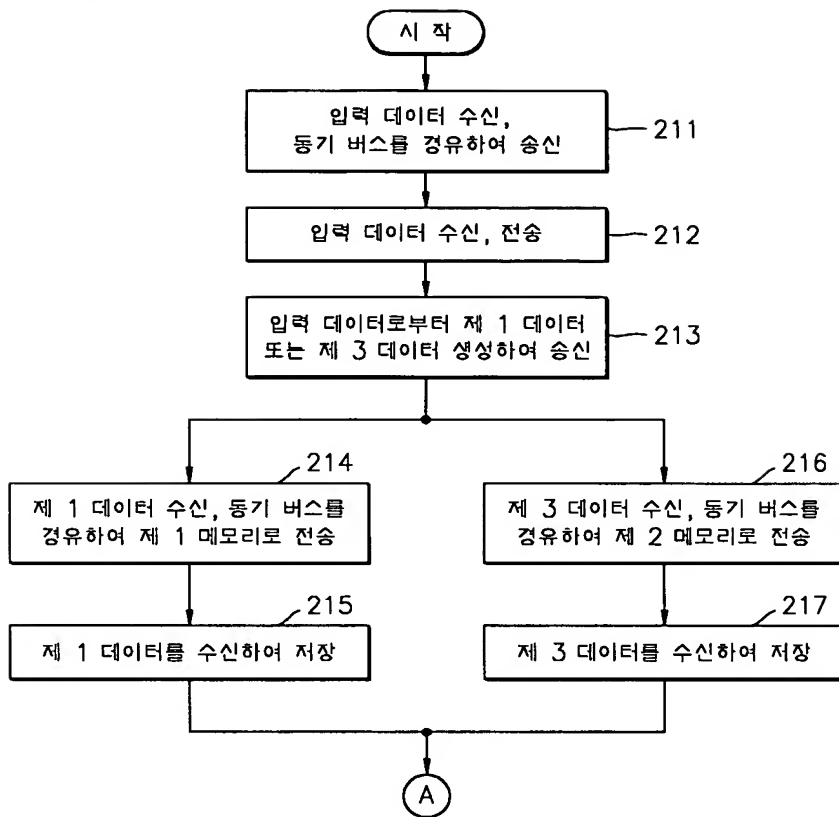 시 작
입력 데이터 수신,
동기 버스를 경유하여 송신
211
입력 데이터 수신, 전송
212
입력 데이터로부터 제 1 데이터
또는 제 3 데이터 생성하여 송신
213
214
제 1 데이터 수신, 동기 버스를
경유하여 제 1 메모리로 전송
215
제 1 데이터를 수신하여 저장
216
제 3 데이터 수신, 동기 버스를
경유하여 제 2 메모리로 전송
217
제 3 데이터를 수신하여 저장
A